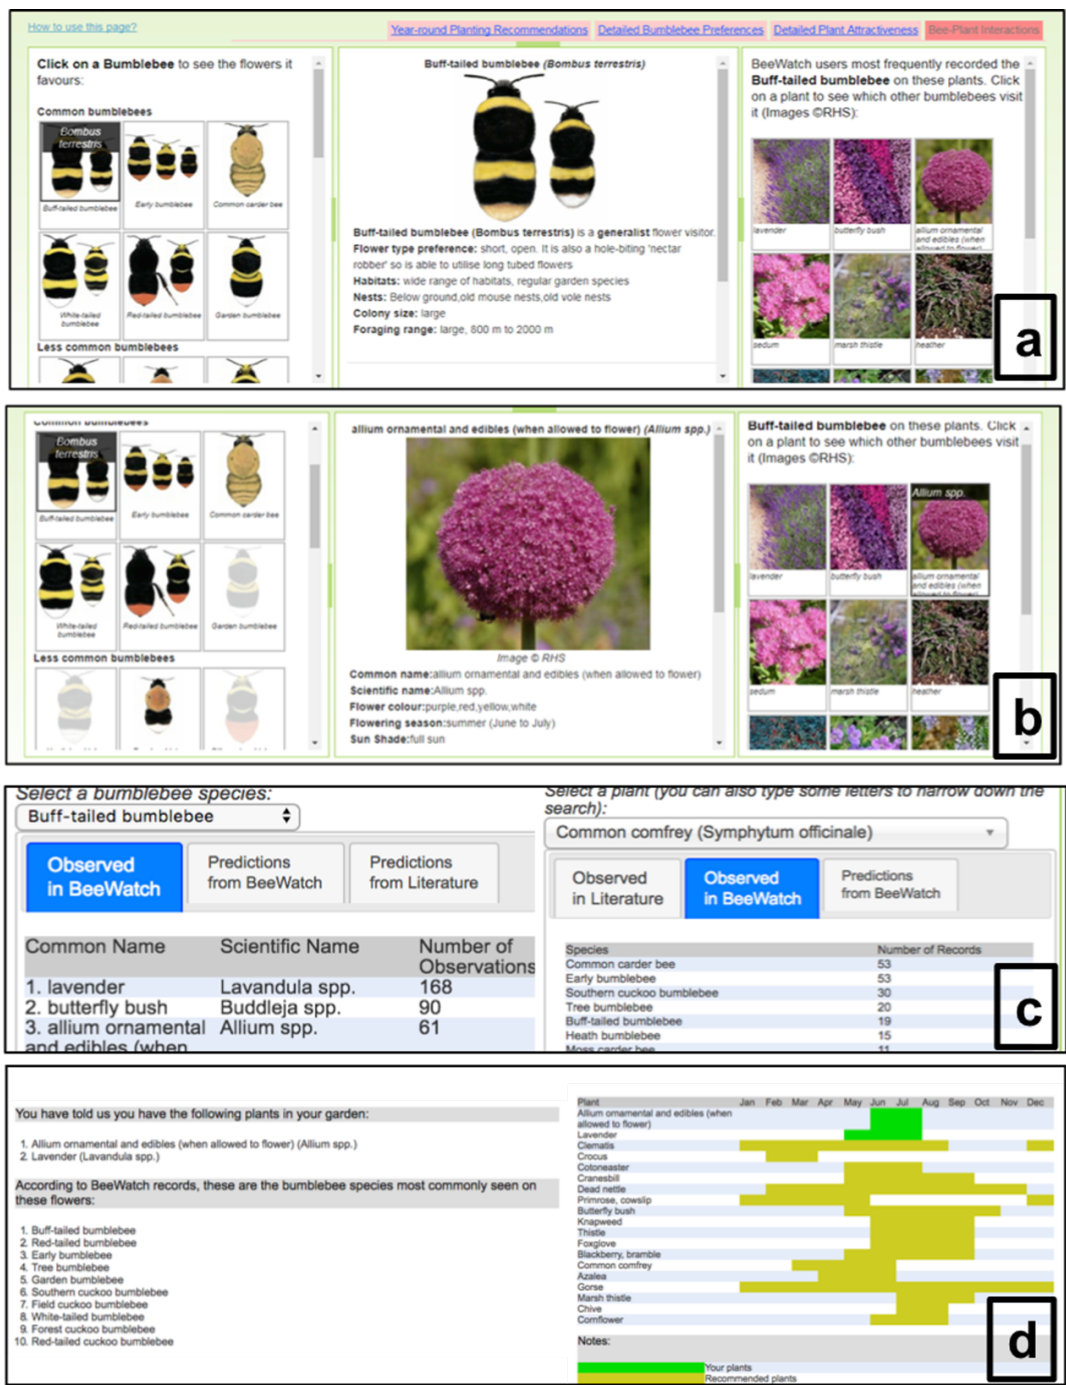 How to use this page?
Year-round Planting Recommendations Detailed Bumblebee Preferences Detailed Plant Attractiveness Bee-Plant Interactions
Click on a Bumblebee to see the flowers it
favours:
Common bumblebees
Bombus
terrestris
Buff-tailed bumblebee Early bumblebee Common carder bee
White-tailed
bumblebee
Red-tailed bumblebee Garden bumblebee
Less common bumblebees
Buff-tailed bumblebee (Bombus terrestris)
Buff-tailed bumblebee (Bombus terrestris) is a generalist flower visitor.
Flower type preference: short, open. It is also a hole-biting 'nectar
robber' so is able to utilise long tubed flowers
Habitats: wide range of habitats, regular garden species
Nests: Below ground,old mouse nests,old vole nests
Colony size: large
Foraging range: large, 800 m to 2000 m
BeeWatch users most frequently recorded the
Buff-tailed bumblebee on these plants. Click
on a plant to see which other bumblebees visit
it (Images ©RHS):
lavender butterfly bush allium ornamental
and edibles (when
allowed to flower)
sedum marsh thistle heather
a
Common bumblebees
Bombus
terrestris
Buff-tailed bumblebee Early bumblebee Common carder bee
White-tailed
bumblebee
Red-tailed bumblebee Garden bumblebee
Less common bumblebees
allium ornamental and edibles (when allowed to flower) (Allium spp.)
Image © RHS
Common name:allium ornamental and edibles (when allowed to flower)
Scientific name:Allium spp.
Flower colour:purple,red,yellow,white
Flowering season:summer (June to July)
Sun Shade:full sun
Buff-tailed bumblebee on these plants. Click
on a plant to see which other bumblebees visit
it (Images ©RHS):
Allium spp.
lavender butterfly bush allium ornamental
and edibles (when
allowed to flower)
sedum marsh thistle heather
b
Select a bumblebee species:
Buff-tailed bumblebee
Observed
in BeeWatch
Predictions
from BeeWatch
Predictions
from Literature
Common Name Scientific Name Number of
Observations
1. lavender Lavandula spp. 168
2. butterfly bush Buddleja spp. 90
3. allium ornamental Allium spp. 61
and edibles (when
Select a plant (you can also type some letters to narrow down the
search):
Common comfrey (Symphytum officinale)
Observed
in Literature
Observed
in BeeWatch
Predictions
from BeeWatch
Species Number of Records
Common carder bee 53
Early bumblebee 53
Southern cuckoo bumblebee 30
Tree bumblebee 20
Buff-tailed bumblebee 19
Heath bumblebee 15
Moss carder bee 11
c
You have told us you have the following plants in your garden:
1. Allium ornamental and edibles (when allowed to flower) (Allium spp.)
2. Lavender (Lavandula spp.)
According to BeeWatch records, these are the bumblebee species most commonly seen on
these flowers:
1. Buff-tailed bumblebee
2. Red-tailed bumblebee
3. Early bumblebee
4. Tree bumblebee
5. Garden bumblebee
6. Southern cuckoo bumblebee
7. Field cuckoo bumblebee
8. White-tailed bumblebee
9. Forest cuckoo bumblebee
10. Red-tailed cuckoo bumblebee
Plant Jan Feb Mar Apr May Jun Jul Aug Sep Oct Nov Dec
Allium ornamental and edibles (when
allowed to flower)
Lavender
Clematis
Crocus
Cotoneaster
Cranesbill
Dead nettle
Primrose, cowslip
Butterfly bush
Knapweed
Thistle
Foxglove
Blackberry, bramble
Common comfrey
Azalea
Gorse
Marsh thistle
Chive
Cornflower
Notes:
Your plants
Recommended plants
d